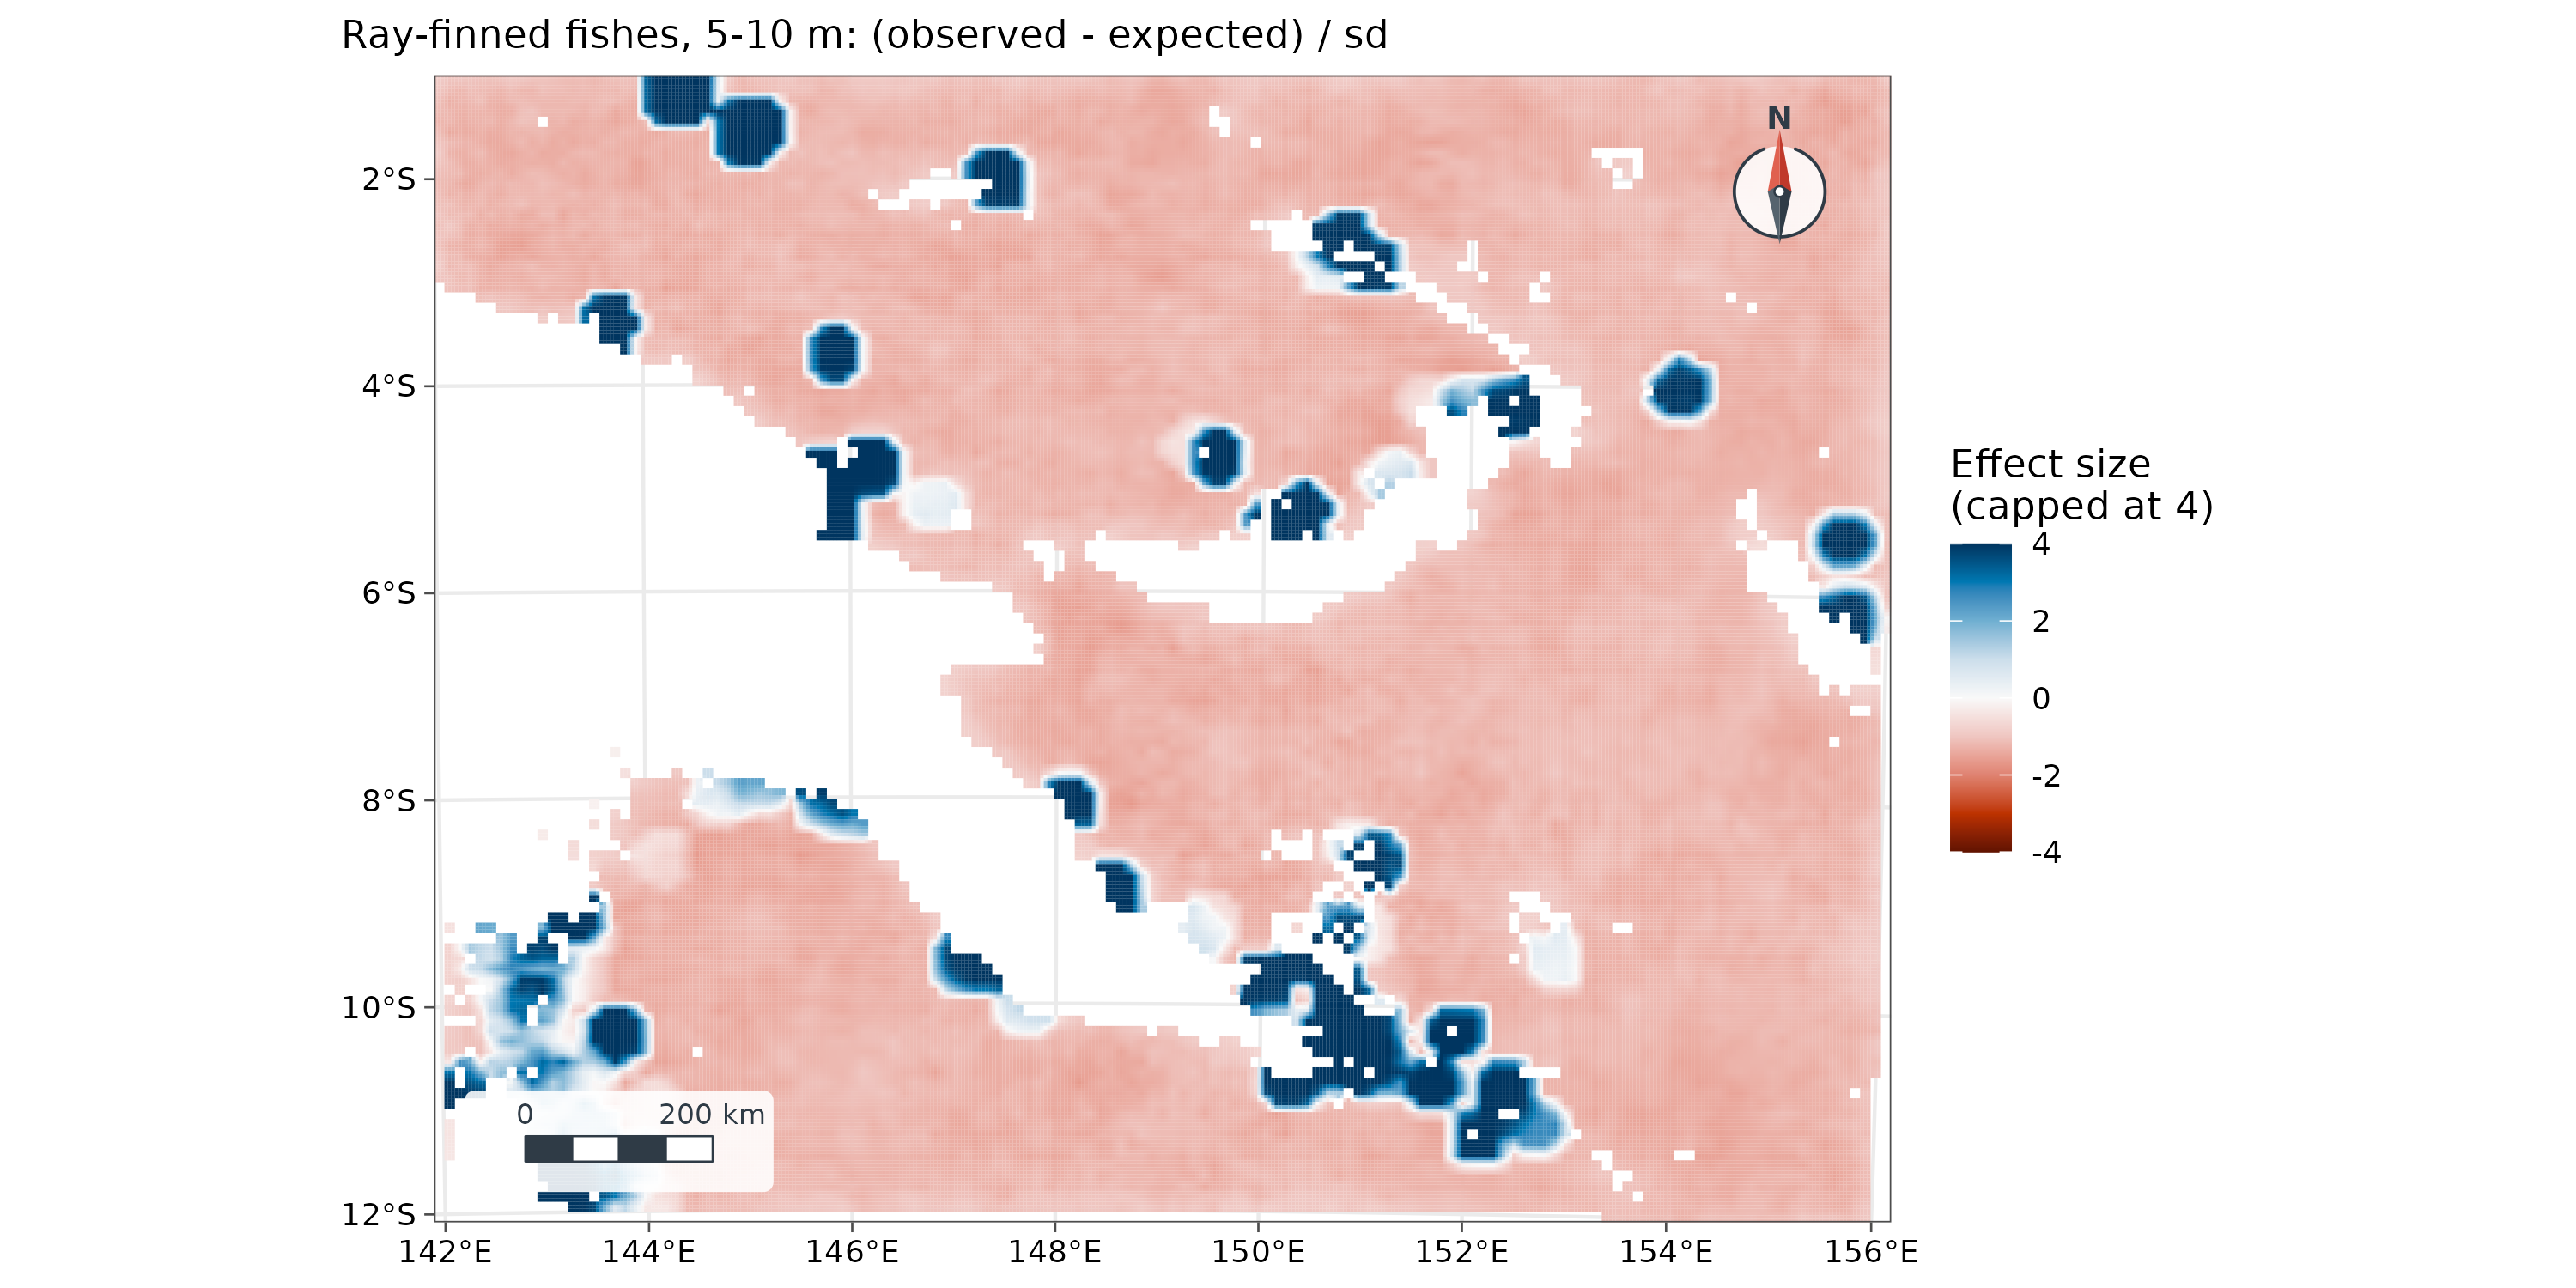 Ray-finned fishes, 5-10 m: (observed - expected) / sd
N
2°S
4°S
6°S
8°S
10°S
12°S
142°E 144°E 146°E 148°E 150°E 152°E 154°E 156°E
0 200 km
Effect size
(capped at 4)
4
2
0
-2
-4